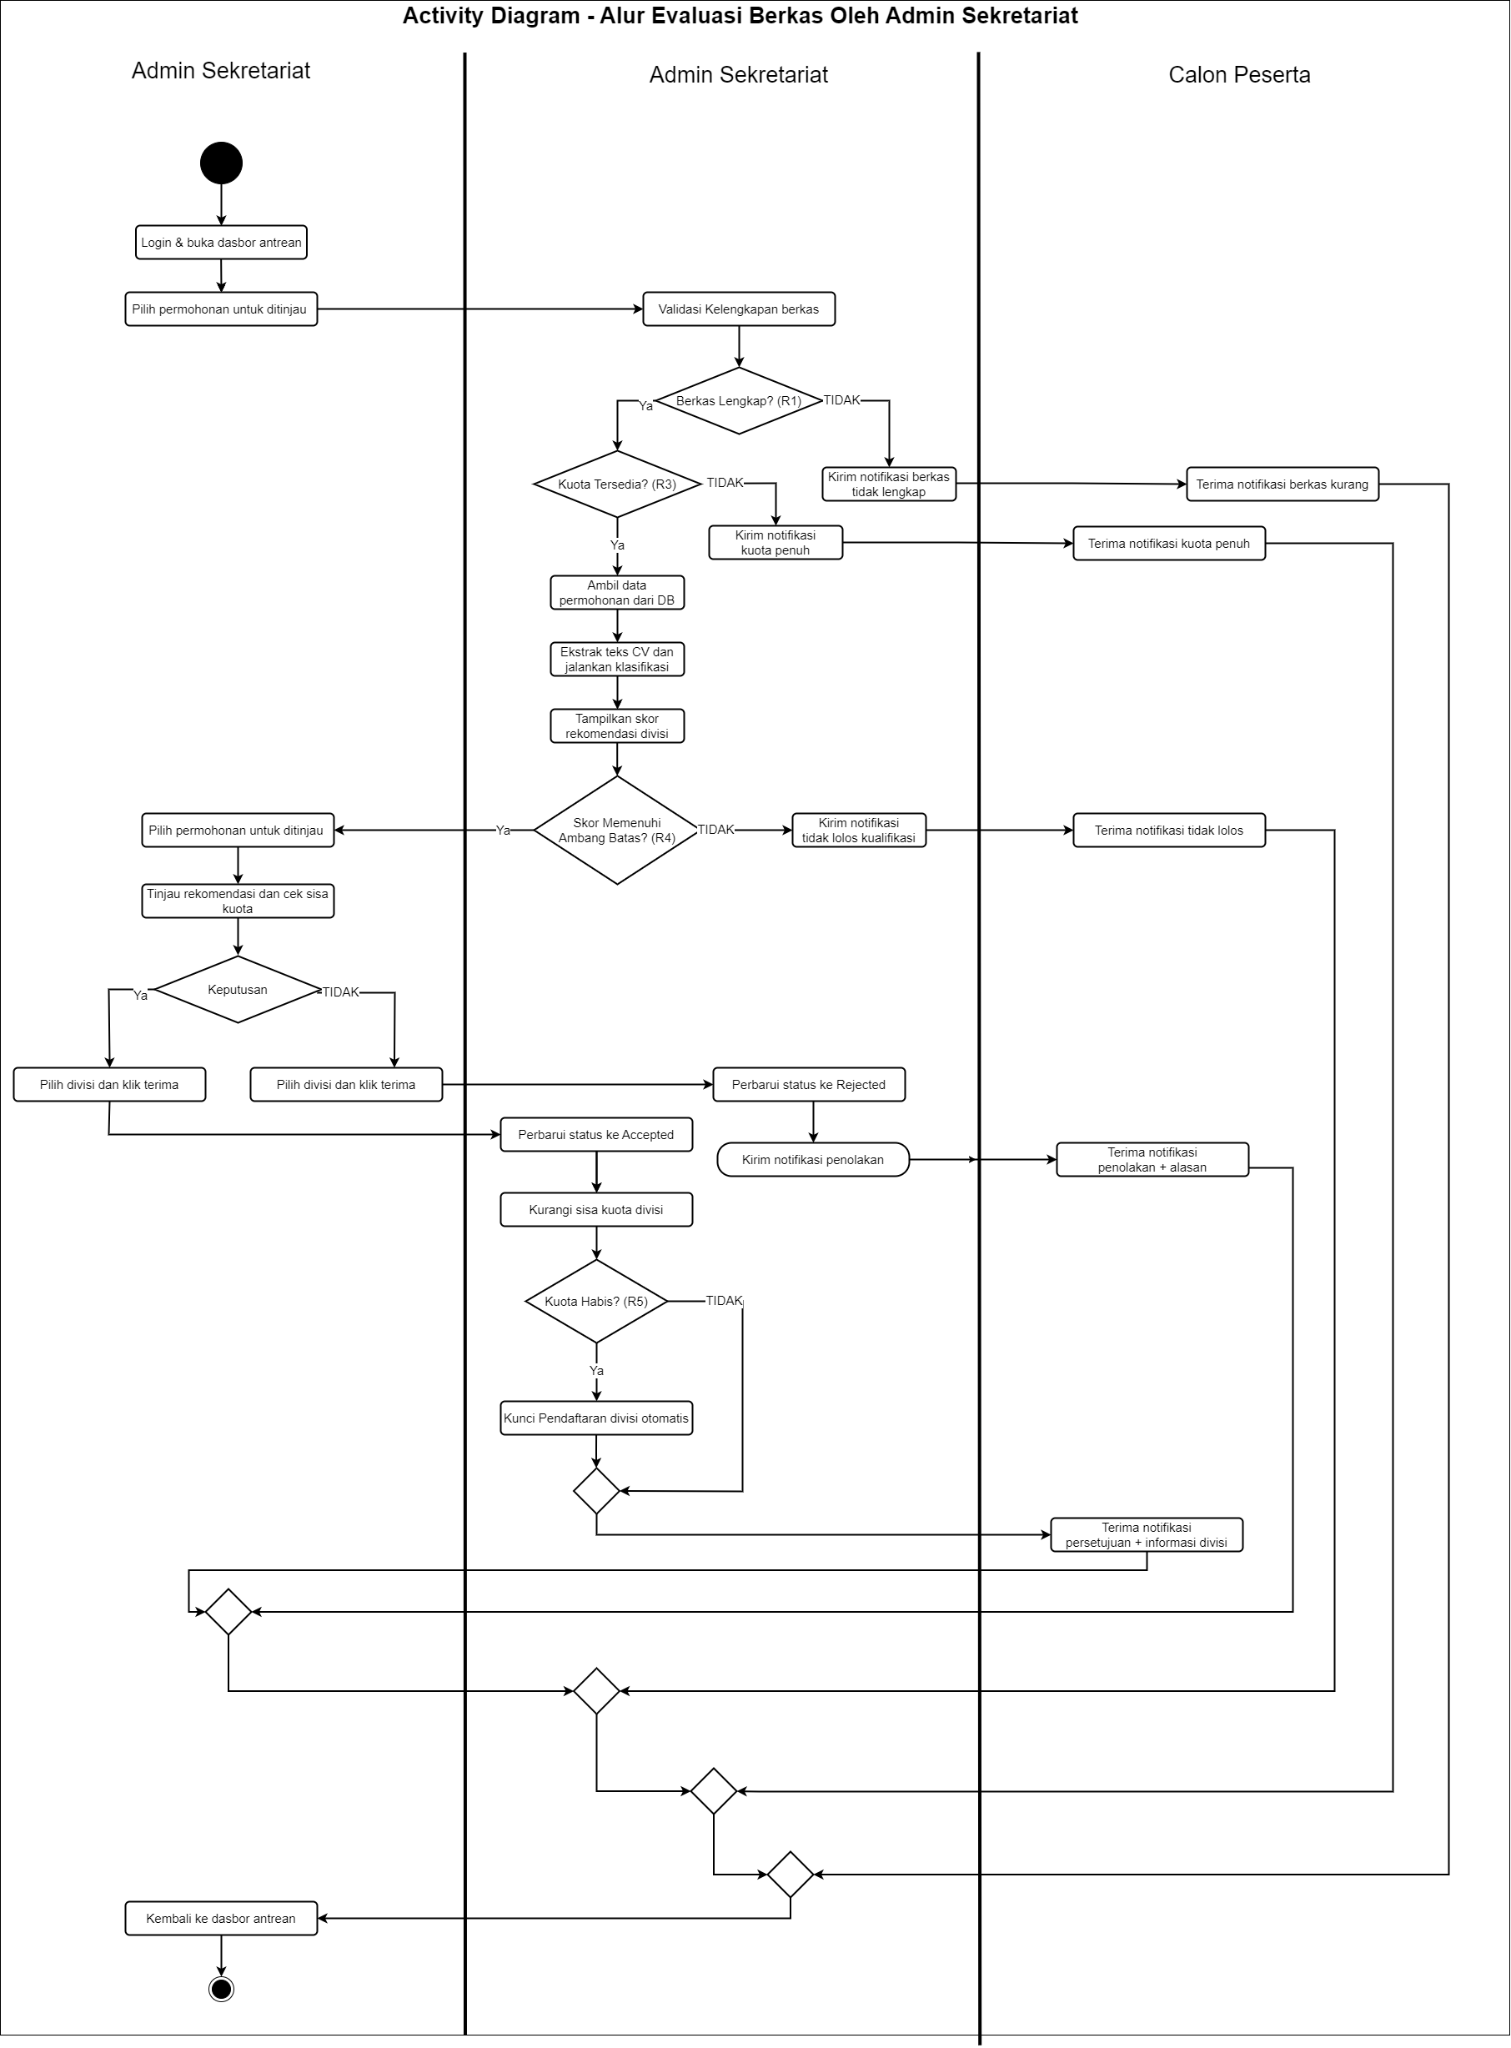 Activity Diagram - Alur Evaluasi Berkas Oleh Admin Sekretariat
Admin Sekretariat
Admin Sekretariat
Calon Peserta
Login & buka dasbor antrean
Pilih permohonan untuk ditinjau
Validasi Kelengkapan berkas
Berkas Lengkap? (R1)
Ya
TIDAK
Kuota Tersedia? (R3)
TIDAK
Kirim notifikasi berkas
tidak lengkap
Terima notifikasi berkas kurang
Ya
Kirim notifikasi
kuota penuh
Terima notifikasi kuota penuh
Ambil data
permohonan dari DB
Ekstrak teks CV dan
jalankan klasifikasi
Tampilkan skor
rekomendasi divisi
Pilih permohonan untuk ditinjau
Ya
Skor Memenuhi
Ambang Batas? (R4)
TIDAK
Kirim notifikasi
tidak lolos kualifikasi
Terima notifikasi tidak lolos
Tinjau rekomendasi dan cek sisa
kuota
Keputusan
Ya
TIDAK
Pilih divisi dan klik terima
Pilih divisi dan klik terima
Perbarui status ke Rejected
Perbarui status ke Accepted
Kirim notifikasi penolakan
Terima notifikasi
penolakan + alasan
Kurangi sisa kuota divisi
Kuota Habis? (R5)
TIDAK
Ya
Kunci Pendaftaran divisi otomatis
Terima notifikasi
persetujuan + informasi divisi
Kembali ke dasbor antrean